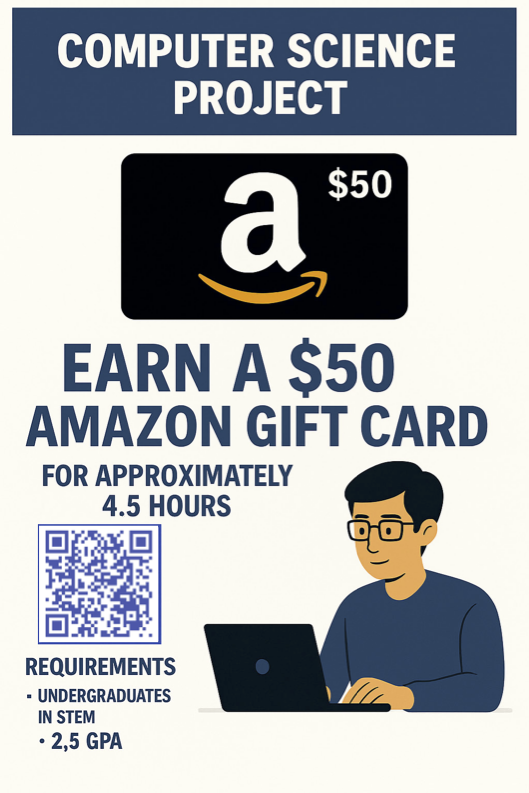 COMPUTER SCIENCE
PROJECT
a
$50
EARN A $50
AMAZON GIFT CARD
FOR APPROXIMATELY
4.5 HOURS
REQUIREMENTS
- UNDERGRADUATES
IN STEM
• 2,5 GPA